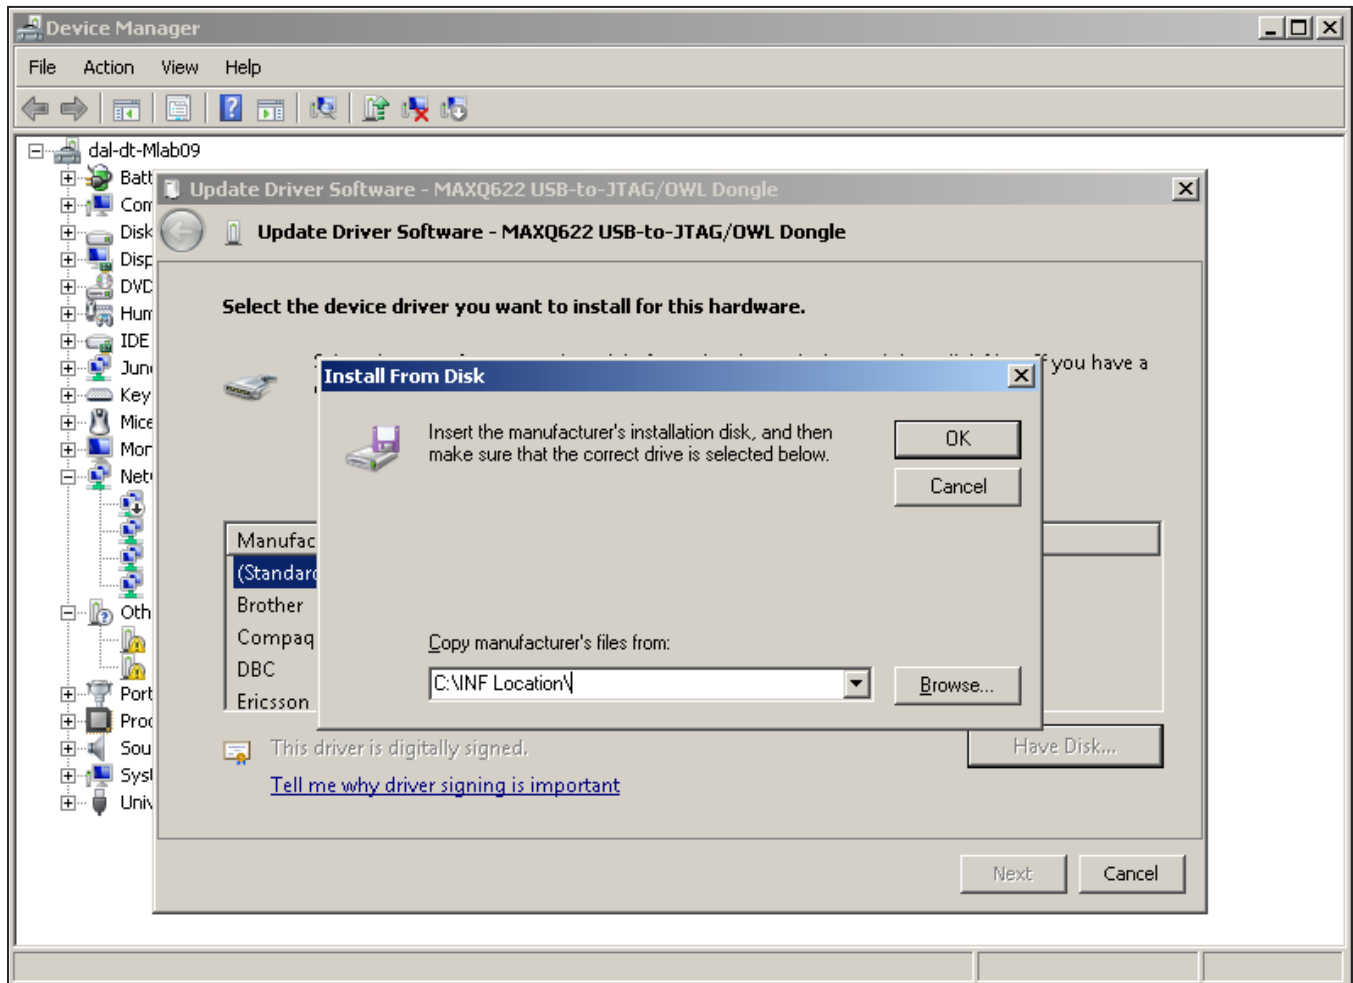 Device Manager
File Action View Help
dal-dt-Mlab09
Batt
Com
Disk
Disp
DVD
Hum
IDE
Key
Mice
Mon
Othe
Port
Proc
Sou
Syst
Univ
Update Driver Software - MAXQ622 USB-to-JTAG/OWL Dongle
Update Driver Software - MAXQ622 USB-to-JTAG/OWL Dongle
Select the device driver you want to install for this hardware.
you have a
Install From Disk
Insert the manufacturer's installation disk, and then
make sure that the correct drive is selected below.
OK
Cancel
Copy manufacturer's files from:
C:\INF Location\
Browse...
Manufac
(Standard
Brother
Compaq
DBC
Ericsson
This driver is digitally signed.
Tell me why driver signing is important
Have Disk...
Next Cancel